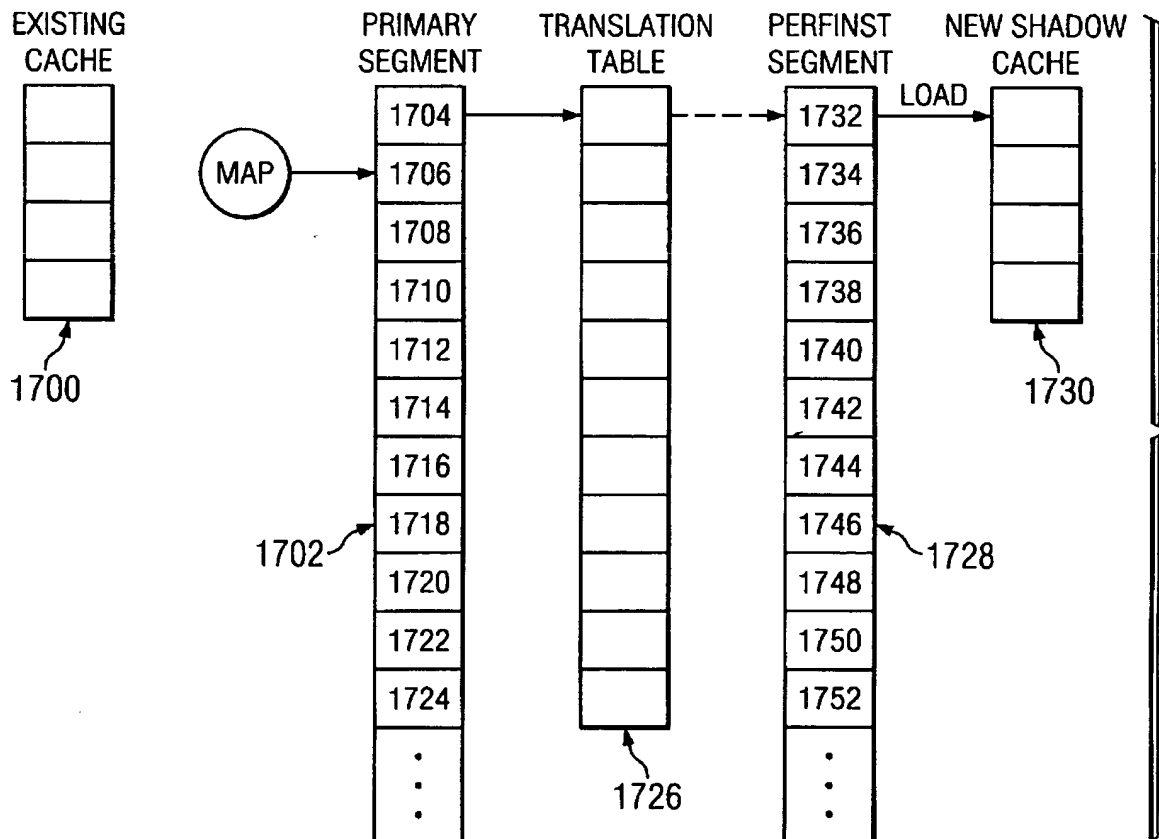 EXISTING
CACHE
PRIMARY
SEGMENT
TRANSLATION
TABLE
PERFINST
SEGMENT
NEW SHADOW
CACHE
LOAD
MAP
1704
1706
1708
1710
1712
1714
1716
1718
1720
1722
1724
1732
1734
1736
1738
1740
1742
1744
1746
1748
1750
1752
1700
1702
1726
1728
1730